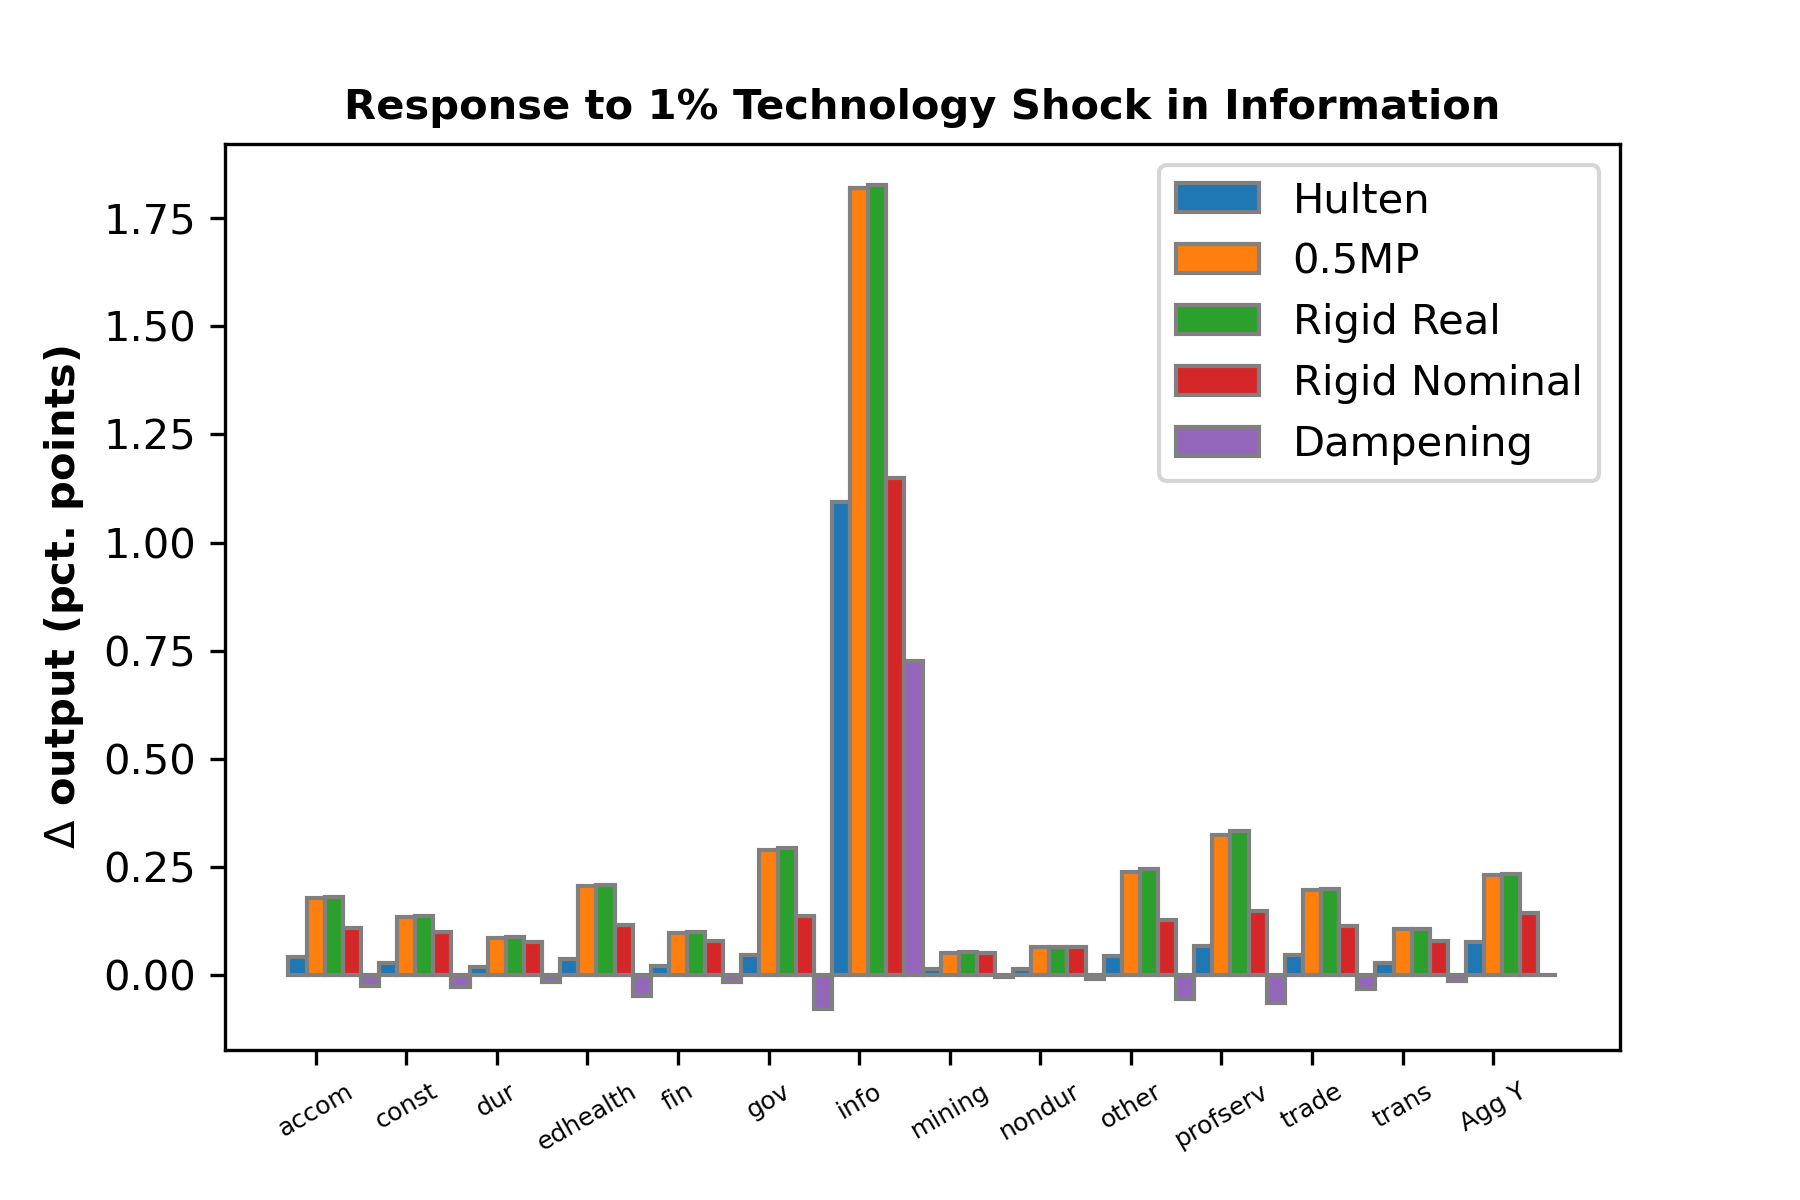 Response to 1% Technology Shock in Information
Δ output (pct. points)
1.75
1.50
1.25
1.00
0.75
0.50
0.25
0.00
Hulten
0.5MP
Rigid Real
Rigid Nominal
Dampening
accom
const
dur
edhealth
fin
gov
info
mining
nondur
other
profserv
trade
trans
Agg Y